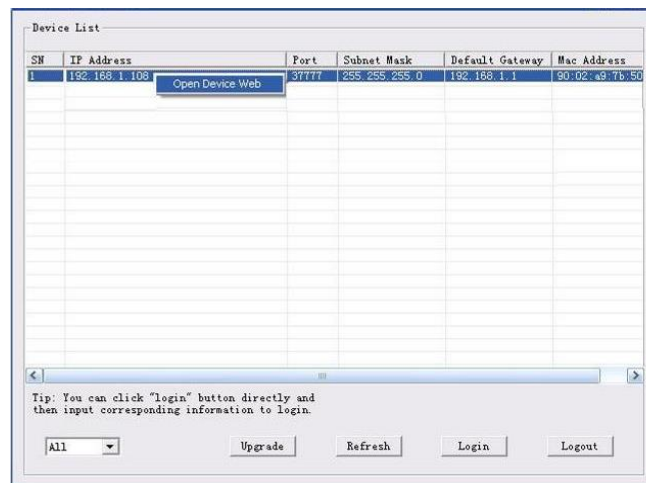 Device List
SN IP Address Port Subnet Mask Default Gateway Mac Address
1 192.168.1.108 37777 255.255.255.0 192.168.1.1 90:02:a9:7b:50
Open Device Web
Tip: You can click "login" button directly and
then input corresponding information to login.
All Upgrade Refresh Login Logout